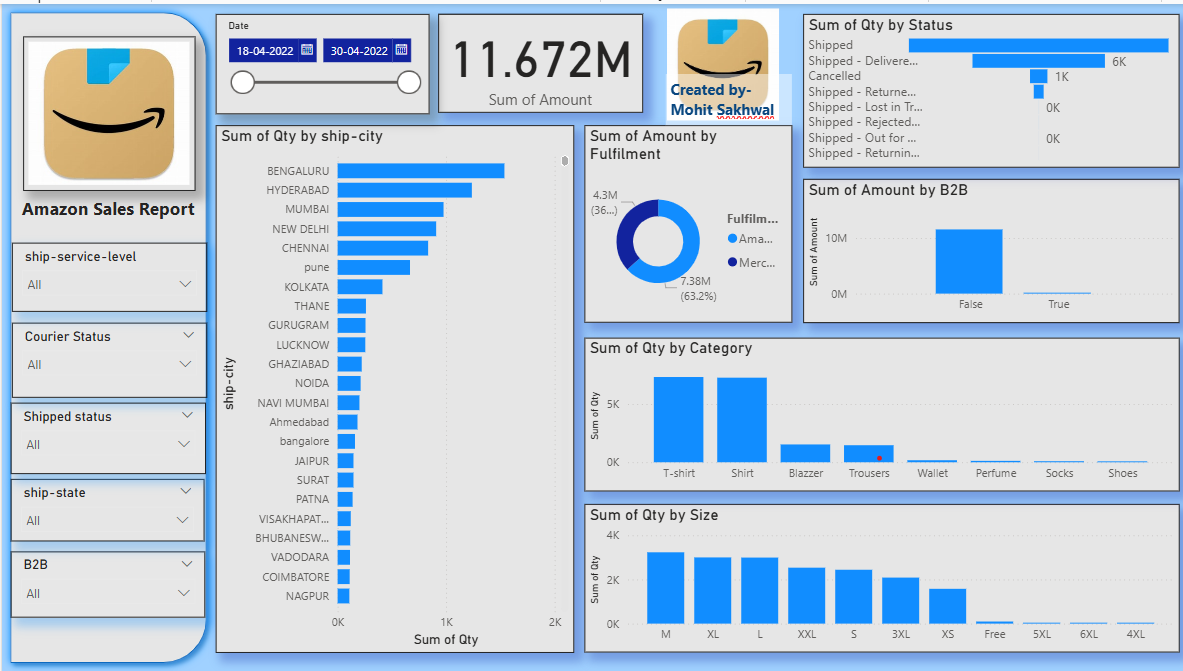 Amazon Sales Report
ship-service-level
All
Courier Status
All
Shipped status
All
ship-state
All
B2B
All
Date
18-04-2022
30-04-2022
11.672M
Sum of Amount
Created by-
Mohit Sakhwal
Sum of Qty by ship-city
ship-city
BENGALURU
HYDERABAD
MUMBAI
NEW DELHI
CHENNAI
pune
KOLKATA
THANE
GURUGRAM
LUCKNOW
GHAZIABAD
NOIDA
NAVI MUMBAI
Ahmedabad
bangalore
JAIPUR
SURAT
PATNA
VISAKHAPAT...
BHUBANESW...
VADODARA
COIMBATORE
NAGPUR
0K 1K 2K
Sum of Qty
Sum of Amount by
Fulfilment
4.3M
(36...)
7.38M
(63.2%)
Fulfilm...
Ama...
Merc...
Sum of Qty by Status
Shipped
Shipped - Delivere... 6K
Cancelled 1K
Shipped - Returne...
Shipped - Lost in Tr... 0K
Shipped - Rejected...
Shipped - Out for ... 0K
Shipped - Returnin...
Sum of Amount by B2B
Sum of Amount
10M
0M
False True
Sum of Qty by Category
Sum of Qty
5K
0K
T-shirt Shirt Blazzer Trousers Wallet Perfume Socks Shoes
Sum of Qty by Size
Sum of Qty
4K
2K
0K
M XL L XXL S 3XL XS Free 5XL 6XL 4XL